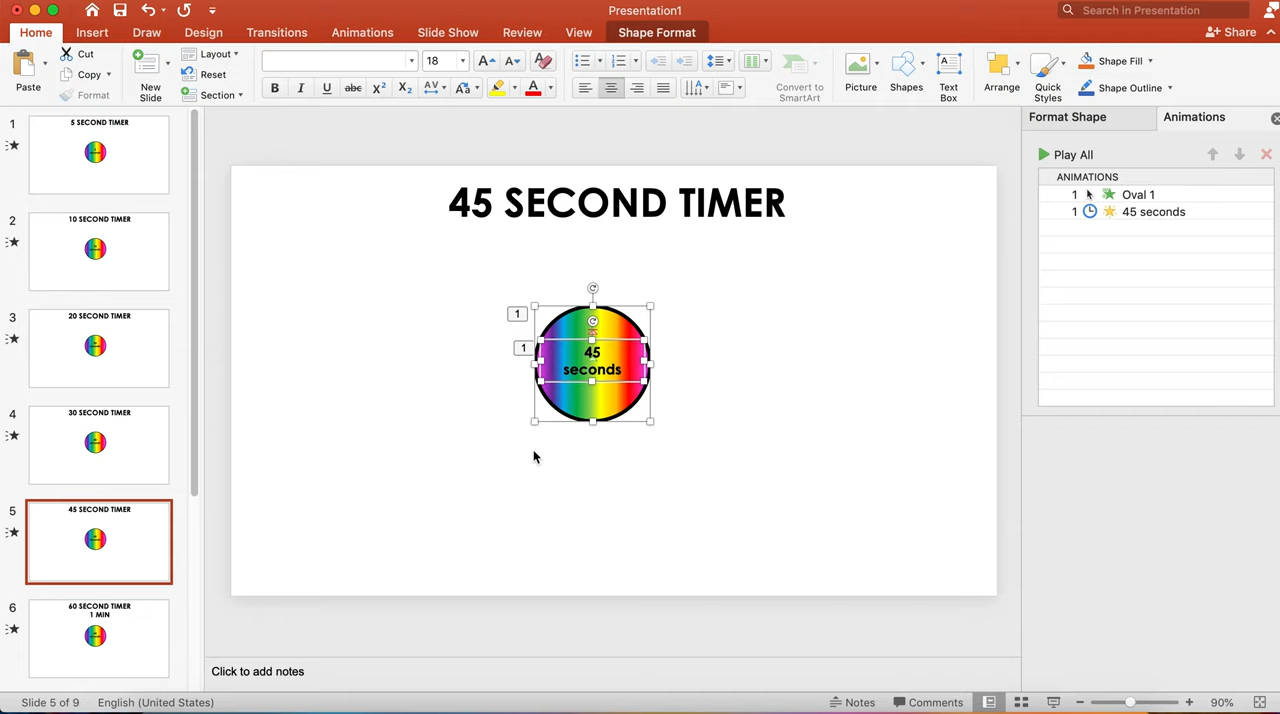 Presentation1
Search in Presentation
Home Insert Draw Design Transitions Animations Slide Show Review View Shape Format Share
Paste
Cut
Copy
Format
New Slide
Layout
Reset
Section
18
B I U abc X² X₂ AV Aa A
Convert to SmartArt
Picture
Shapes
Text Box
Arrange
Quick Styles
Shape Fill
Shape Outline
1
5 SECOND TIMER
2
10 SECOND TIMER
3
20 SECOND TIMER
4
30 SECOND TIMER
5
45 SECOND TIMER
6
60 SECOND TIMER
1 MIN
45 SECOND TIMER
1
1
45
seconds
Click to add notes
Format Shape Animations
Play All
ANIMATIONS
1 Oval 1
1 45 seconds
Slide 5 of 9 English (United States) Notes Comments 90%